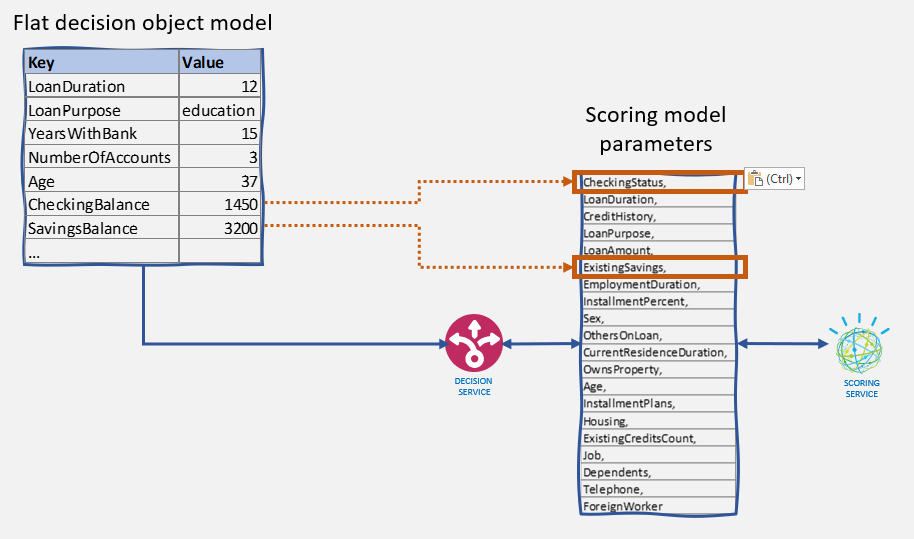 Flat decision object model
Key Value
LoanDuration 12
LoanPurpose education
YearsWithBank 15
NumberOfAccounts 3
Age 37
CheckingBalance 1450
SavingsBalance 3200
...
Scoring model
parameters
CheckingStatus,
(Ctrl)
LoanDuration,
CreditHistory,
LoanPurpose,
LoanAmount,
ExistingSavings,
EmploymentDuration,
InstallmentPercent,
Sex,
OthersOnLoan,
CurrentResidenceDuration,
OwnsProperty,
Age,
InstallmentPlans,
Housing,
ExistingCreditsCount,
Job,
Dependents,
Telephone,
ForeignWorker
DECISION
SERVICE
SCORING
SERVICE